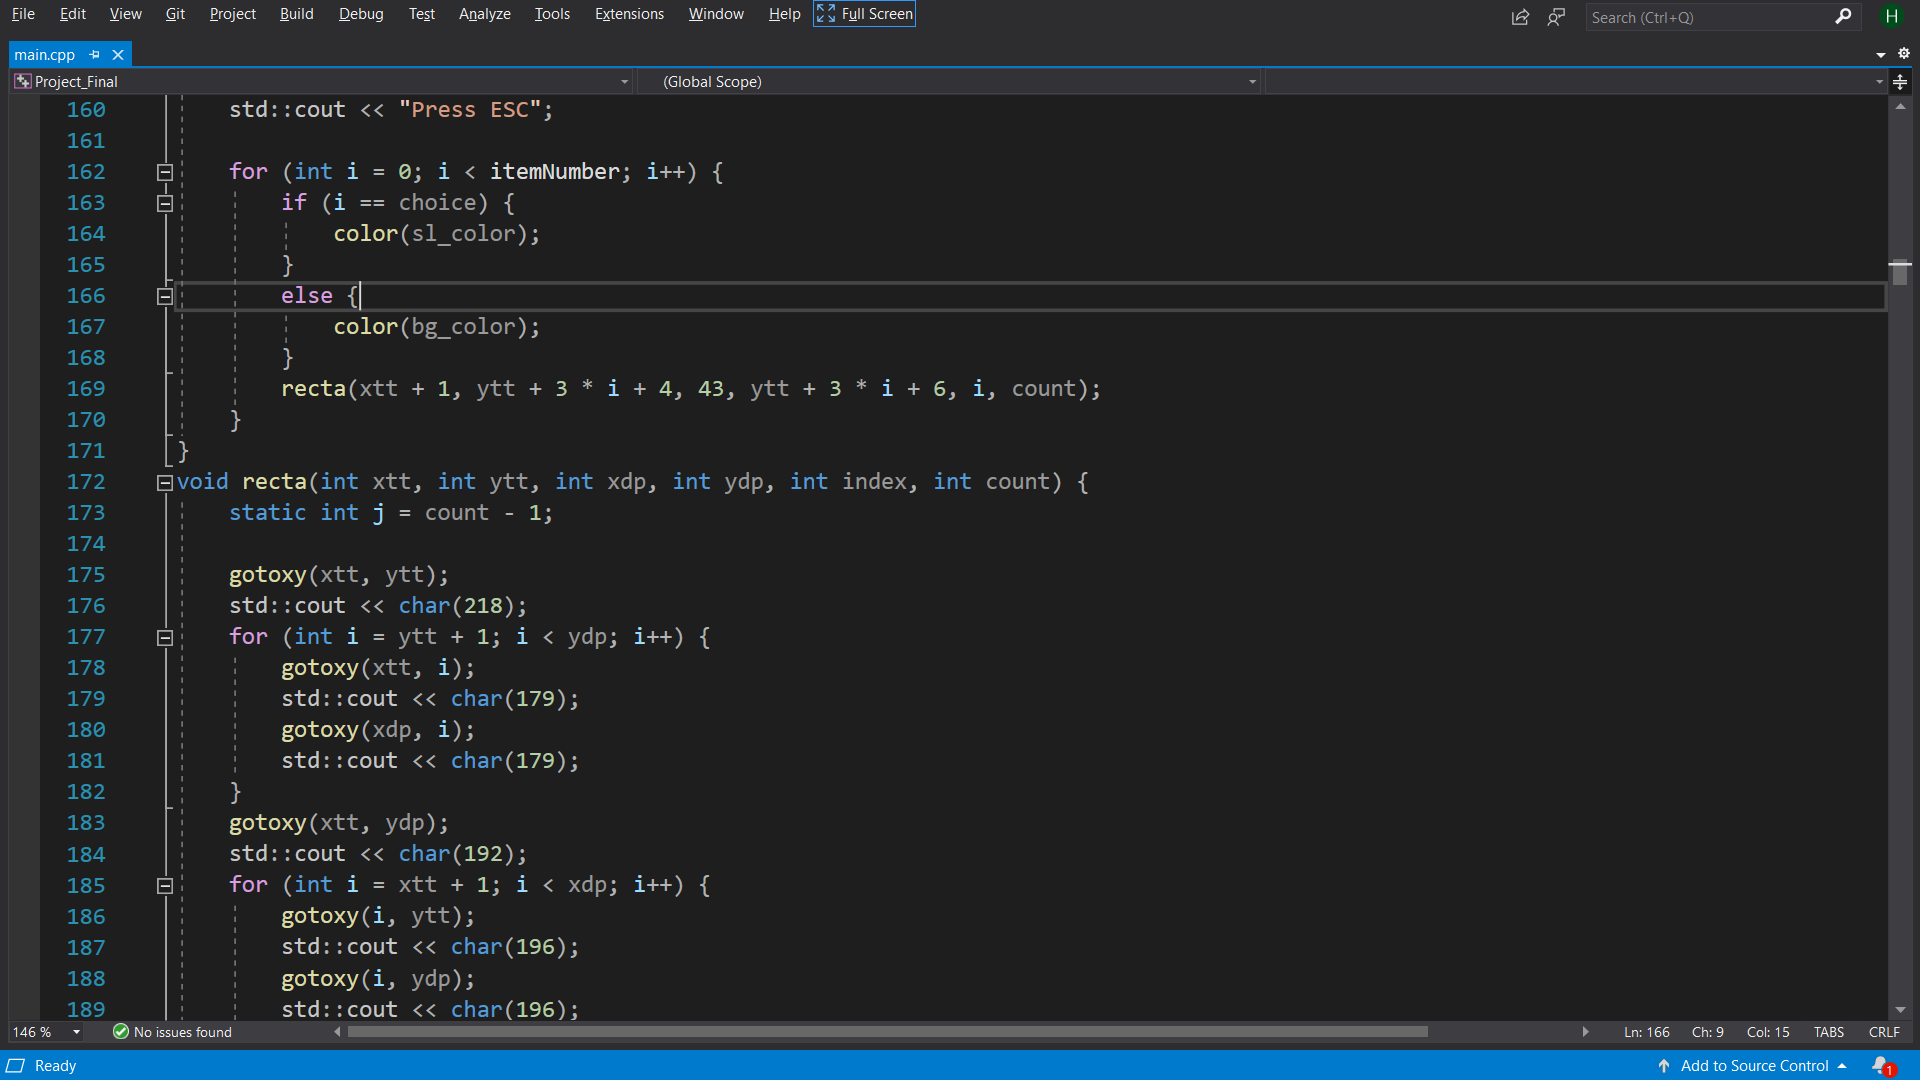 File Edit View Git Project Build Debug Test Analyze Tools Extensions Window Help Full Screen Search (Ctrl+Q) H
main.cpp
Project_Final (Global Scope)
160 std::cout << "Press ESC";
161
162 for (int i = 0; i < itemNumber; i++) {
163 if (i == choice) {
164 color(sl_color);
165 }
166 else {
167 color(bg_color);
168 }
169 recta(xtt + 1, ytt + 3 * i + 4, 43, ytt + 3 * i + 6, i, count);
170 }
171 }
172 void recta(int xtt, int ytt, int xdp, int ydp, int index, int count) {
173 static int j = count - 1;
174
175 gotoxy(xtt, ytt);
176 std::cout << char(218);
177 for (int i = ytt + 1; i < ydp; i++) {
178 gotoxy(xtt, i);
179 std::cout << char(179);
180 gotoxy(xdp, i);
181 std::cout << char(179);
182 }
183 gotoxy(xtt, ydp);
184 std::cout << char(192);
185 for (int i = xtt + 1; i < xdp; i++) {
186 gotoxy(i, ytt);
187 std::cout << char(196);
188 gotoxy(i, ydp);
189 std::cout << char(196);
146 % No issues found Ln: 166 Ch: 9 Col: 15 TABS CRLF
Ready Add to Source Control 1